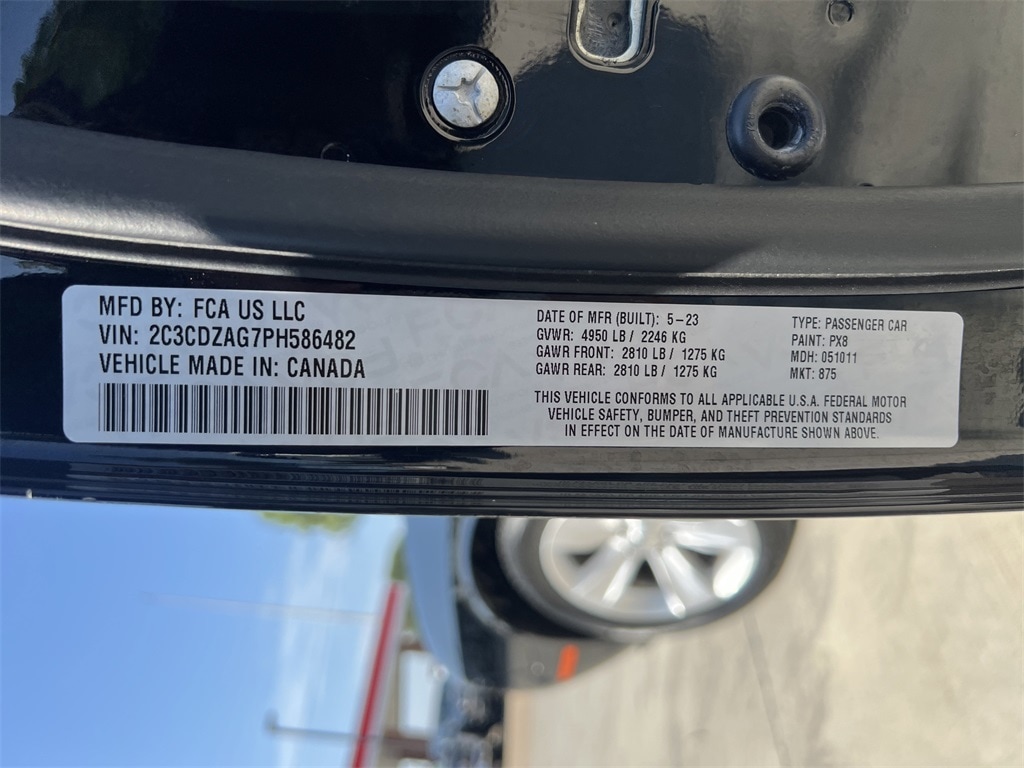 MFD BY: FCA US LLC
VIN: 2C3CDZAG7PH586482
VEHICLE MADE IN: CANADA
DATE OF MFR (BUILT): 5-23
GVWR: 4950 LB / 2246 KG
GAWR FRONT: 2810 LB / 1275 KG
GAWR REAR: 2810 LB / 1275 KG
TYPE: PASSENGER CAR
PAINT: PX8
MDH: 051011
MKT: 875
THIS VEHICLE CONFORMS TO ALL APPLICABLE U.S.A. FEDERAL MOTOR
VEHICLE SAFETY, BUMPER, AND THEFT PREVENTION STANDARDS
IN EFFECT ON THE DATE OF MANUFACTURE SHOWN ABOVE.